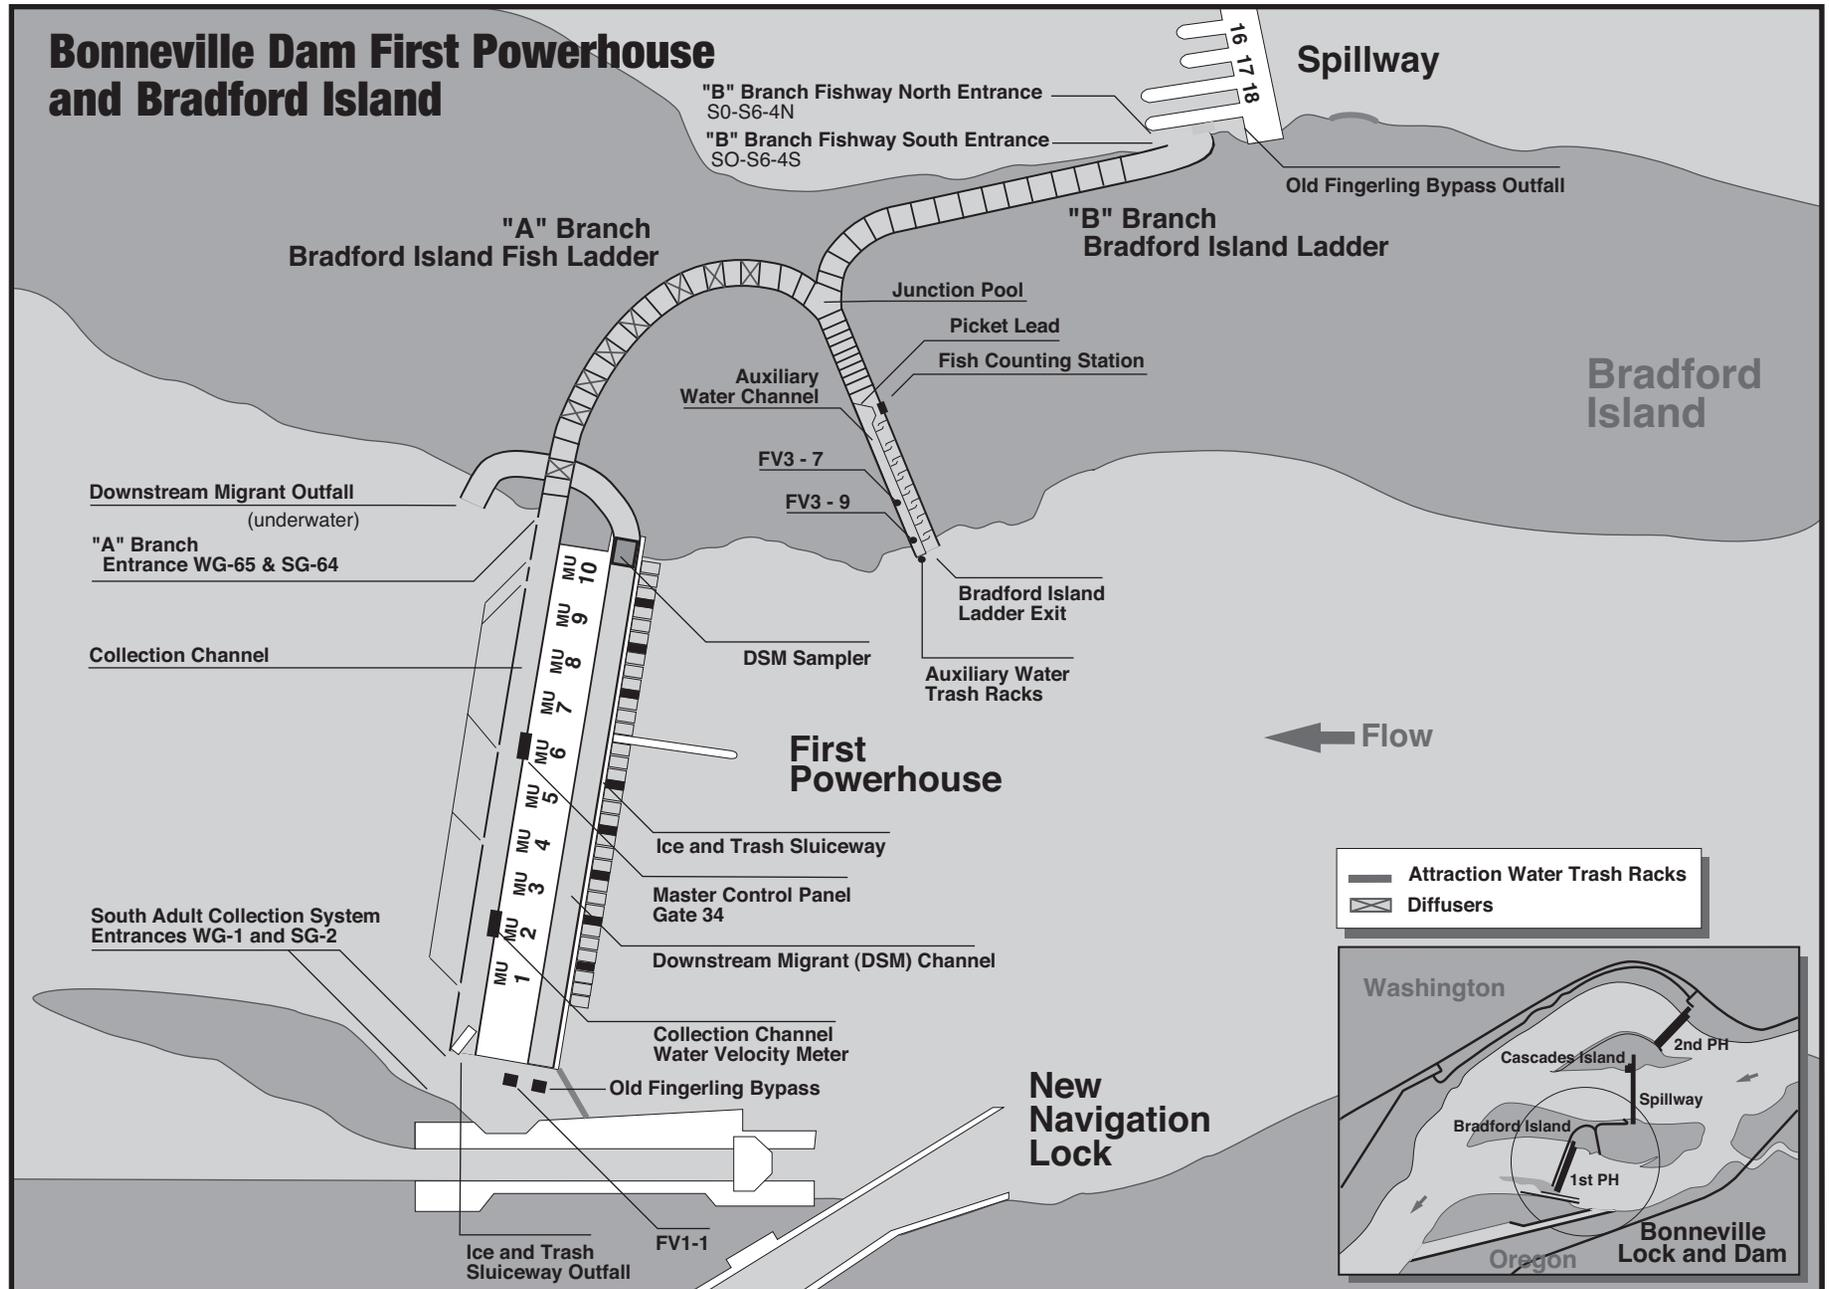 Bonneville Dam First Powerhouse
and Bradford Island
16
17
18
Spillway
"B" Branch Fishway North Entrance
S0-S6-4N
"B" Branch Fishway South Entrance
SO-S6-4S
Old Fingerling Bypass Outfall
"A" Branch
Bradford Island Fish Ladder
"B" Branch
Bradford Island Ladder
Junction Pool
Picket Lead
Fish Counting Station
Auxiliary
Water Channel
Bradford
Island
FV3 - 7
FV3 - 9
Downstream Migrant Outfall
(underwater)
"A" Branch
Entrance WG-65 & SG-64
Bradford Island
Ladder Exit
Collection Channel
DSM Sampler
Auxiliary Water
Trash Racks
MU 10
MU 9
MU 8
MU 7
MU 6
MU 5
MU 4
MU 3
MU 2
MU 1
First
Powerhouse
Flow
Ice and Trash Sluiceway
Master Control Panel
Gate 34
South Adult Collection System
Entrances WG-1 and SG-2
Downstream Migrant (DSM) Channel
Collection Channel
Water Velocity Meter
Old Fingerling Bypass
New
Navigation
Lock
FV1-1
Ice and Trash
Sluiceway Outfall
Attraction Water Trash Racks
Diffusers
Washington
2nd PH
Cascades Island
Spillway
Bradford Island
1st PH
Bonneville
Lock and Dam
Oregon